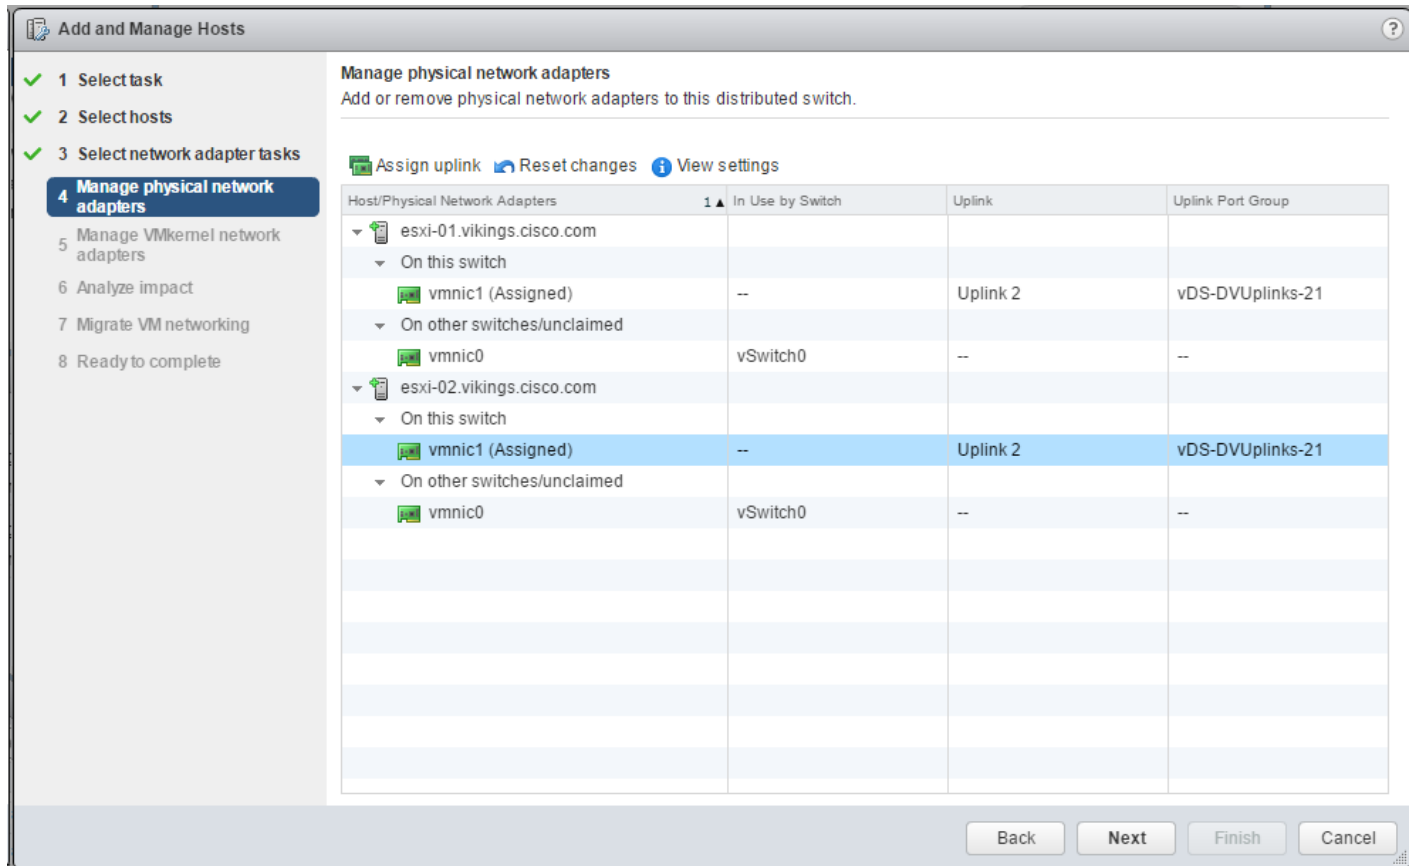 Add and Manage Hosts
?
1 Select task
2 Select hosts
3 Select network adapter tasks
4 Manage physical network
adapters
5 Manage VMkernel network
adapters
6 Analyze impact
7 Migrate VM networking
8 Ready to complete
Manage physical network adapters
Add or remove physical network adapters to this distributed switch.
Assign uplink Reset changes View settings
Host/Physical Network Adapters 1 ▲ In Use by Switch Uplink Uplink Port Group
esxi-01.vikings.cisco.com
On this switch
vmnic1 (Assigned) -- Uplink 2 vDS-DVUplinks-21
On other switches/unclaimed
vmnic0 vSwitch0 -- --
esxi-02.vikings.cisco.com
On this switch
vmnic1 (Assigned) -- Uplink 2 vDS-DVUplinks-21
On other switches/unclaimed
vmnic0 vSwitch0 -- --
Back Next Finish Cancel